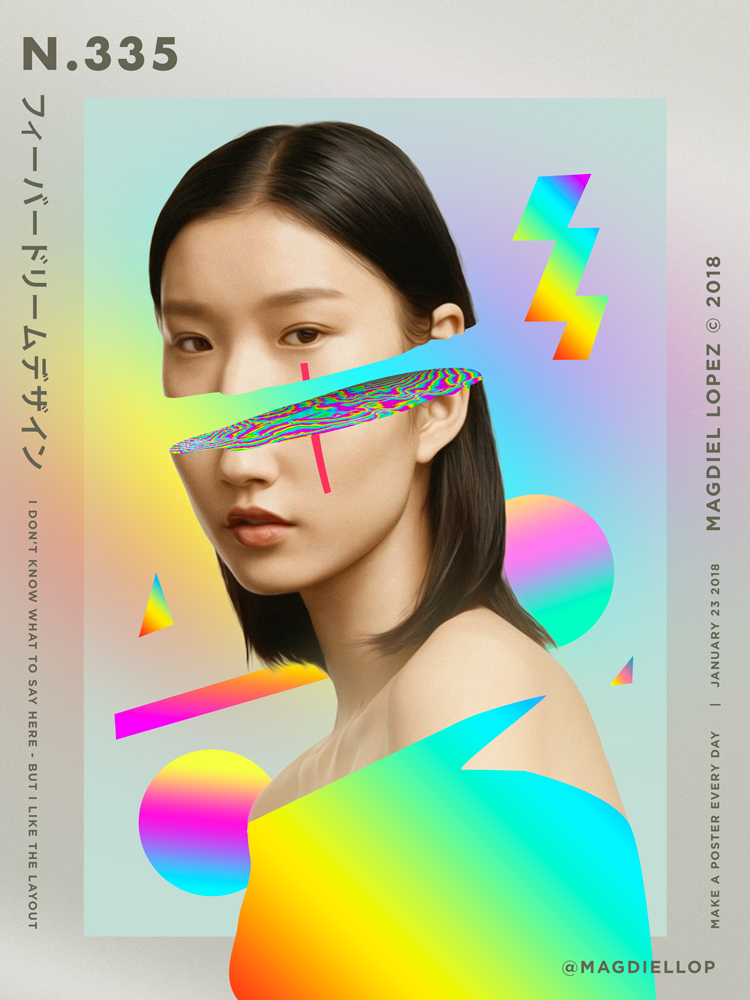 N.335
フィーバードリームデザイン
I DON'T KNOW WHAT TO SAY HERE - BUT I LIKE THE LAYOUT
MAGDIEL LOPEZ © 2018
MAKE A POSTER EVERY DAY | JANUARY 23 2018
@MAGDIELLOP